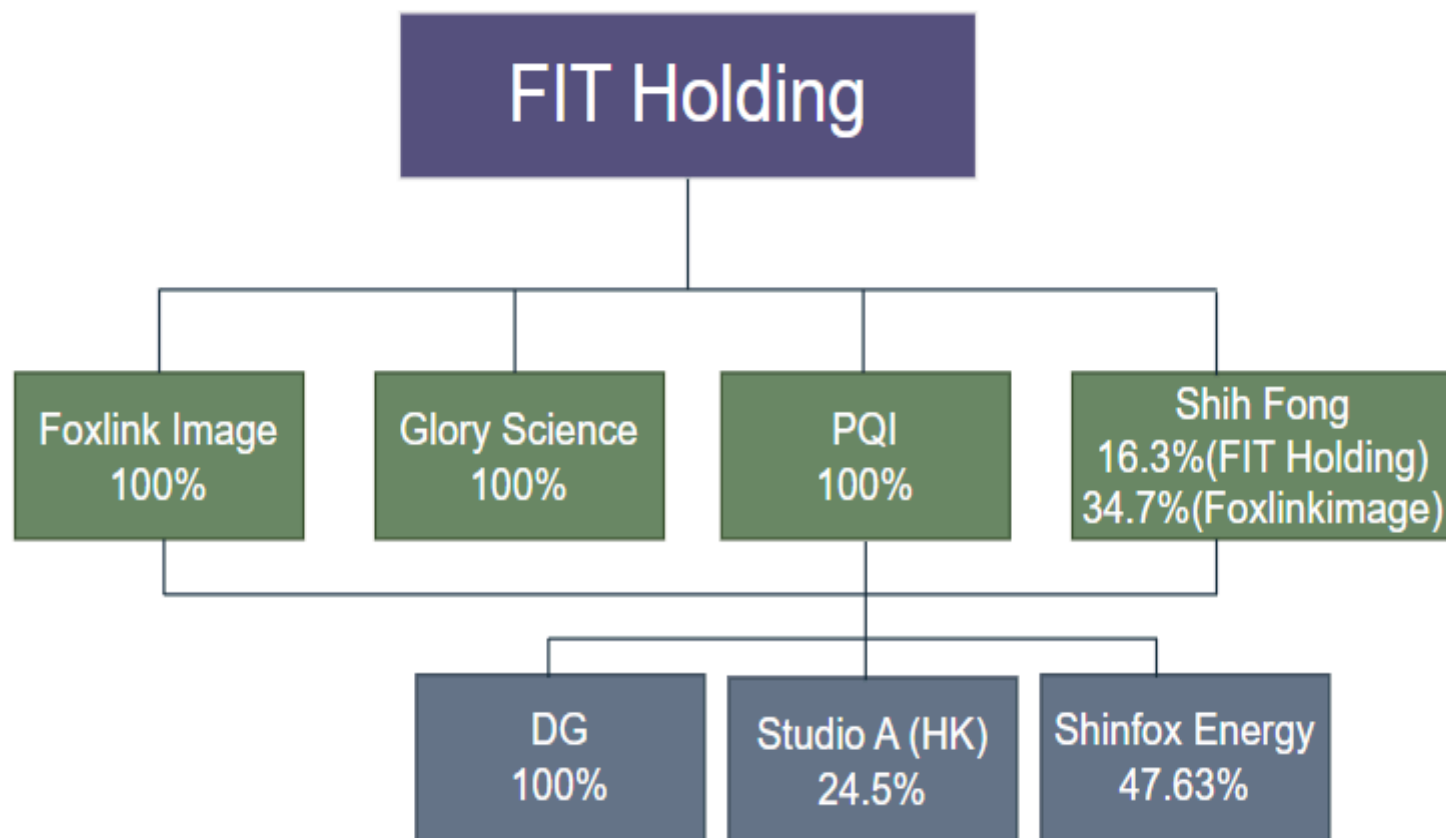 FIT Holding
Foxlink Image
100%
Glory Science
100%
PQI
100%
Shih Fong
16.3%(FIT Holding)
34.7%(Foxlinkimage)
DG
100%
Studio A (HK)
24.5%
Shinfox Energy
47.63%